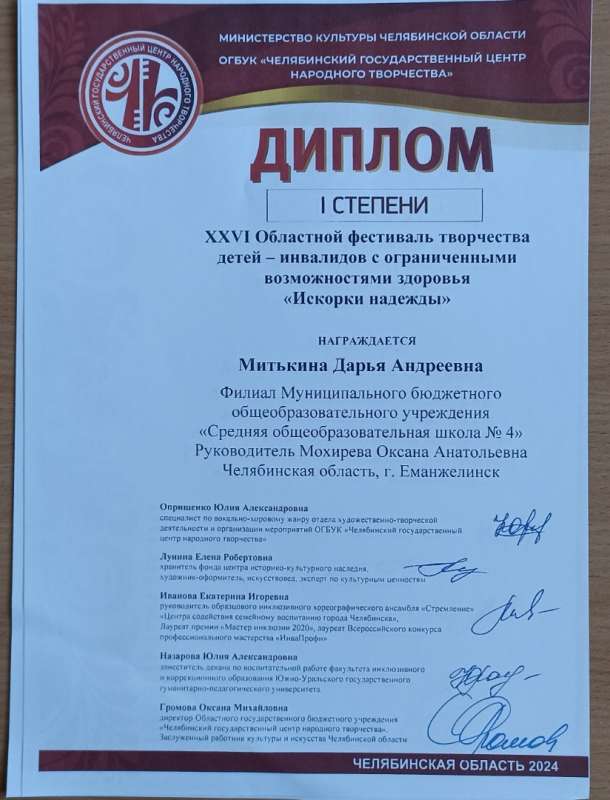 МИНИСТЕРСТВО КУЛЬТУРЫ ЧЕЛЯБИНСКОЙ ОБЛАСТИ
ОГБУК «ЧЕЛЯБИНСКИЙ ГОСУДАРСТВЕННЫЙ ЦЕНТР
НАРОДНОГО ТВОРЧЕСТВА»
ЧЕЛЯБИНСКИЙ ГОСУДАРСТВЕННЫЙ ЦЕНТР НАРОДНОГО ТВОРЧЕСТВА
ДИПЛОМ
I СТЕПЕНИ
XXVI Областной фестиваль творчества
детей – инвалидов с ограниченными
возможностями здоровья
«Искорки надежды»
НАГРАЖДАЕТСЯ
Митькина Дарья Андреевна
Филиал Муниципального бюджетного
общеобразовательного учреждения
«Средняя общеобразовательная школа № 4»
Руководитель Мохирева Оксана Анатольевна
Челябинская область, г. Еманжелинск
Опришенко Юлия Александровна
специалист по вокально-хоровому жанру отдела художественно-творческой
деятельности и организации мероприятий ОГБУК «Челябинский государственный
центр народного творчества»
Лунина Елена Робертовна
хранитель фонда центра историко-культурного наследия,
художник-оформитель, искусствовед, эксперт по культурным ценностям
Иванова Екатерина Игоревна
руководитель образцового инклюзивного хореографического ансамбля «Стремление»
«Центра содействия семейному воспитанию города Челябинска»,
Лауреат премии «Мастер инклюзии 2020», лауреат Всероссийского конкурса
профессионального мастерства «ИнваПрофи»
Назарова Юлия Александровна
заместитель декана по воспитательной работе факультета инклюзивного
и коррекционного образования Южно-Уральского государственного
гуманитарно-педагогического университета
Громова Оксана Михайловна
директор Областного государственного бюджетного учреждения
«Челябинский государственный центр народного творчества»,
Заслуженный работник культуры и искусства Челябинской области
ЧЕЛЯБИНСКАЯ ОБЛАСТЬ 2024